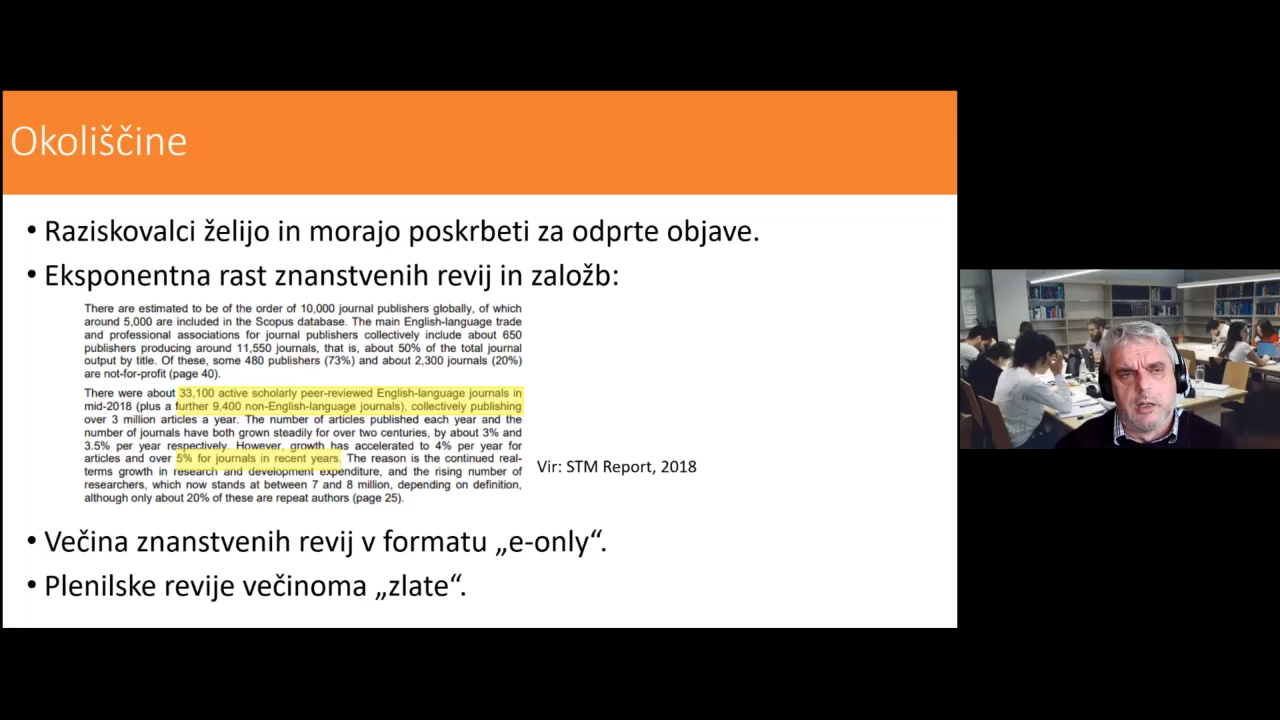 Okoliščine
• Raziskovalci želijo in morajo poskrbeti za odprte objave.
• Eksponentna rast znanstvenih revij in založb:
There are estimated to be of the order of 10,000 journal publishers globally, of which
around 5,000 are included in the Scopus database. The main English-language trade
and professional associations for journal publishers collectively include about 650
publishers producing around 11,550 journals, that is, about 50% of the total journal
output by title. Of these, some 480 publishers (73%) and about 2,300 journals (20%)
are not-for-profit (page 40).
There were about 33,100 active scholarly peer-reviewed English-language journals in
mid-2018 (plus a further 9,400 non-English-language journals), collectively publishing
over 3 million articles a year. The number of articles published each year and the
number of journals have both grown steadily for over two centuries, by about 3% and
3.5% per year respectively. However, growth has accelerated to 4% per year for
articles and over 5% for journals in recent years. The reason is the continued real-
terms growth in research and development expenditure, and the rising number of
researchers, which now stands at between 7 and 8 million, depending on definition,
although only about 20% of these are repeat authors (page 25).
Vir: STM Report, 2018
• Večina znanstvenih revij v formatu „e-only“.
• Plenilske revije večinoma „zlate“.